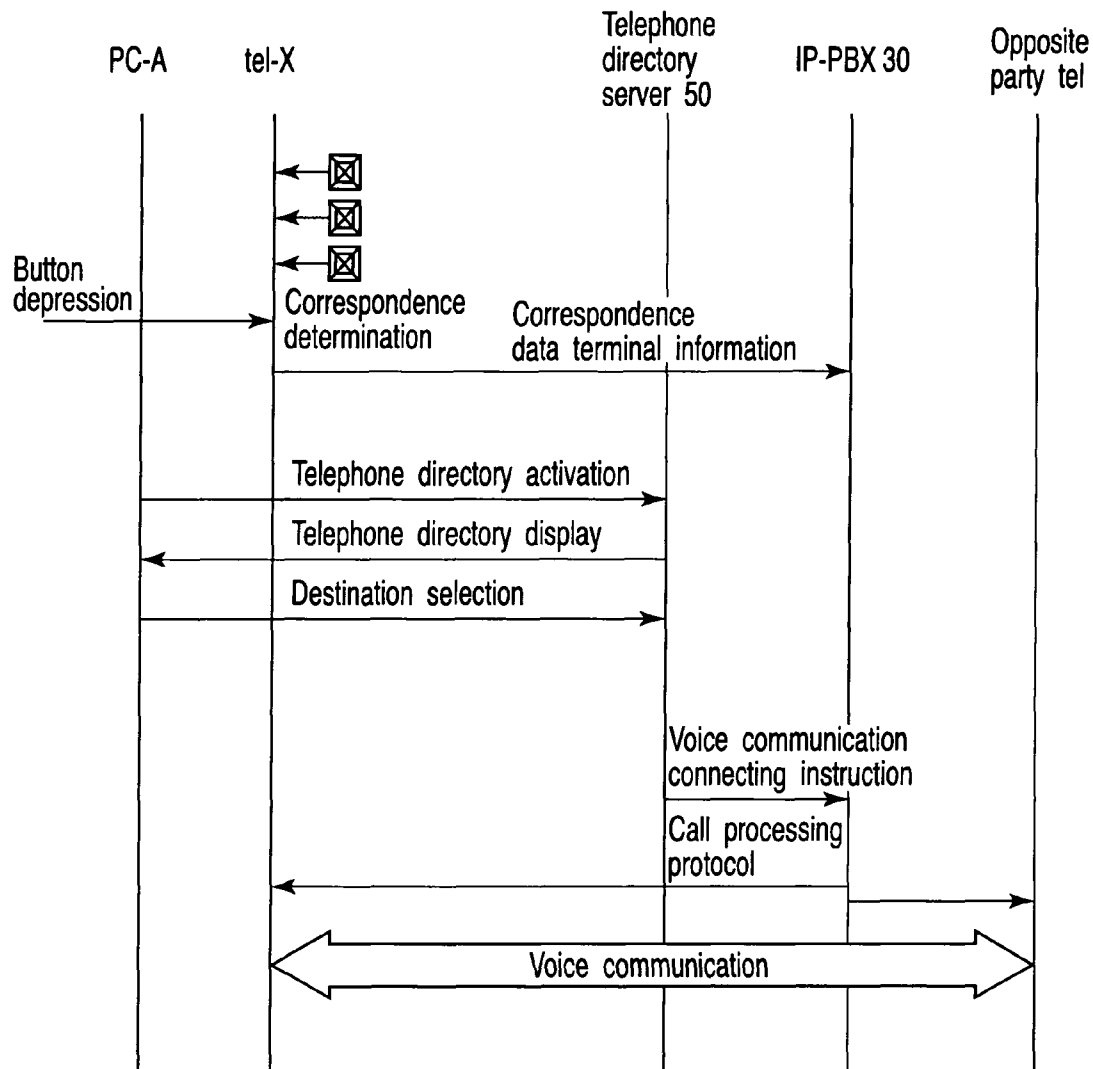 PC-A
tel-X
Telephone
directory
server 50
IP-PBX 30
Opposite
party tel
Button
depression
Correspondence
determination
Correspondence
data terminal information
Telephone directory activation
Telephone directory display
Destination selection
Voice communication
connecting instruction
Call processing
protocol
Voice communication